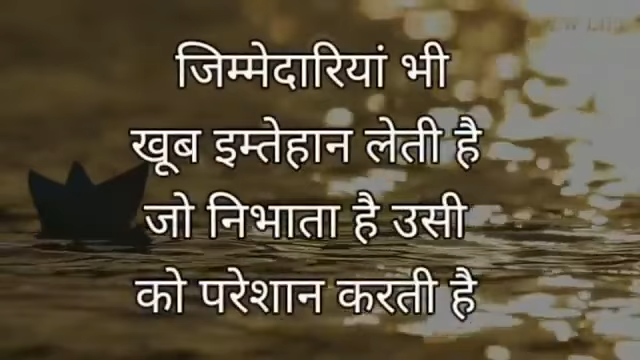 जिम्मेदारियां भी
खूब इम्तेहान लेती है
जो निभाता है उसी
को परेशान करती है